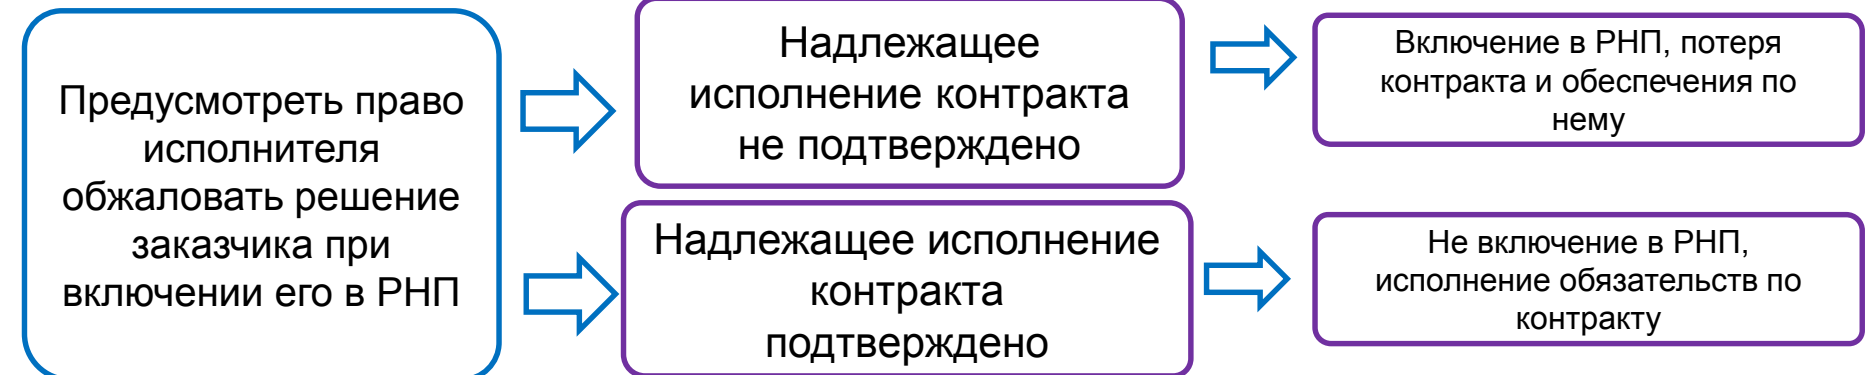 Предусмотреть право
исполнителя
обжаловать решение
заказчика при
включении его в РНП
Надлежащее
исполнение контракта
не подтверждено
Включение в РНП, потеря
контракта и обеспечения по
нему
Надлежащее исполнение
контракта
подтверждено
Не включение в РНП,
исполнение обязательств по
контракту